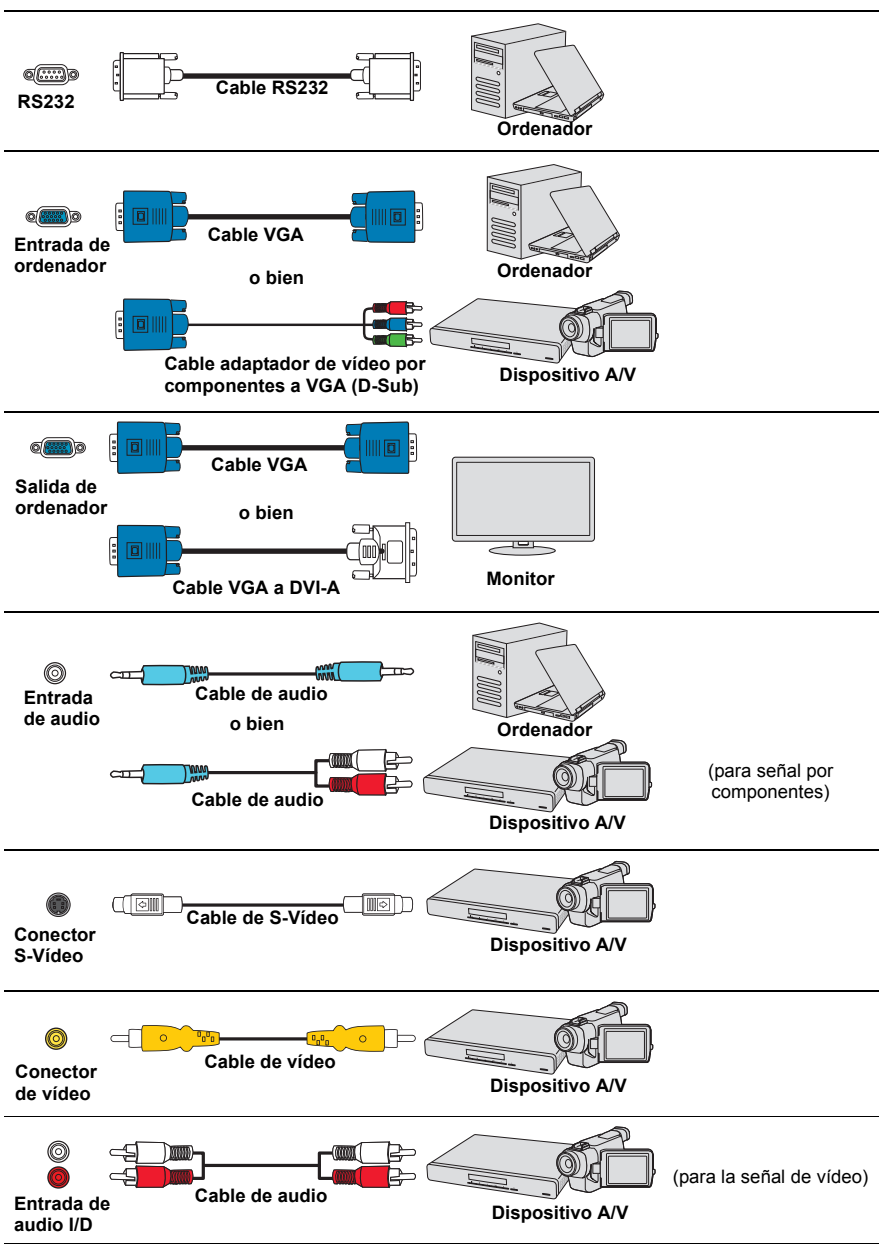 RS232
Cable RS232
Ordenador
Entrada de
ordenador
Cable VGA
Ordenador
o bien
Cable adaptador de vídeo por
componentes a VGA (D-Sub)
Dispositivo A/V
Salida de
ordenador
Cable VGA
o bien
Cable VGA a DVI-A
Monitor
Entrada
de audio
Cable de audio
Ordenador
o bien
Cable de audio
Dispositivo A/V
(para señal por
componentes)
Conector
S-Vídeo
Cable de S-Vídeo
Dispositivo A/V
Conector
de vídeo
Cable de vídeo
Dispositivo A/V
Entrada de
audio I/D
Cable de audio
Dispositivo A/V
(para la señal de vídeo)